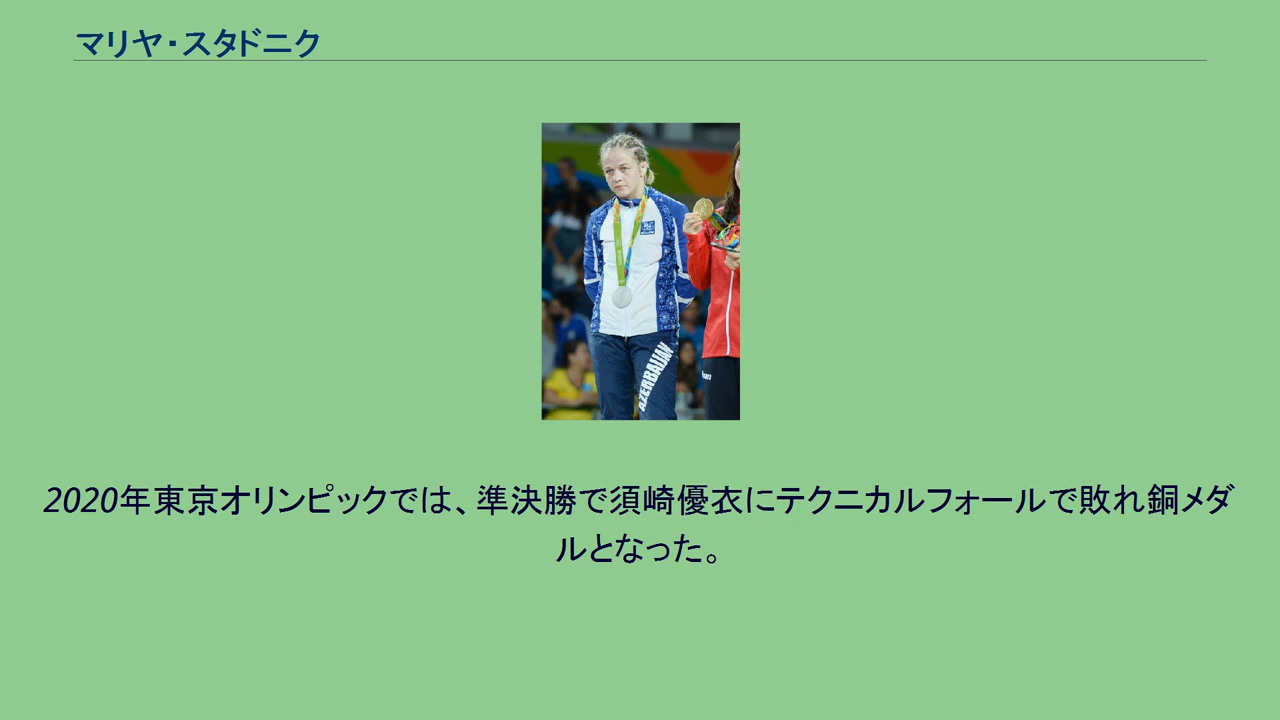 マリヤ・スタドニク
AZERBAIJAN
2020年東京オリンピックでは、準決勝で須崎優衣にテクニカルフォールで敗れ銅メダ
ルとなった。